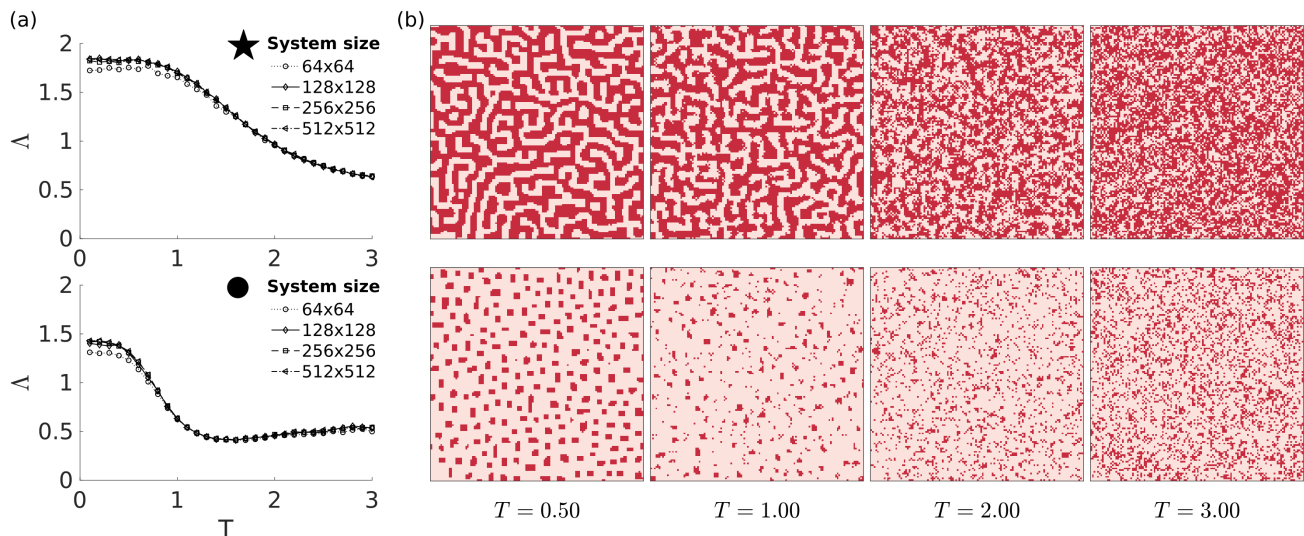 (a)
(b)
★ System size
64x64
128x128
256x256
512x512
2
1.5
1
0.5
0
Λ
0 1 2 3
● System size
64x64
128x128
256x256
512x512
2
1.5
1
0.5
0
Λ
0 1 2 3
T
T = 0.50
T = 1.00
T = 2.00
T = 3.00